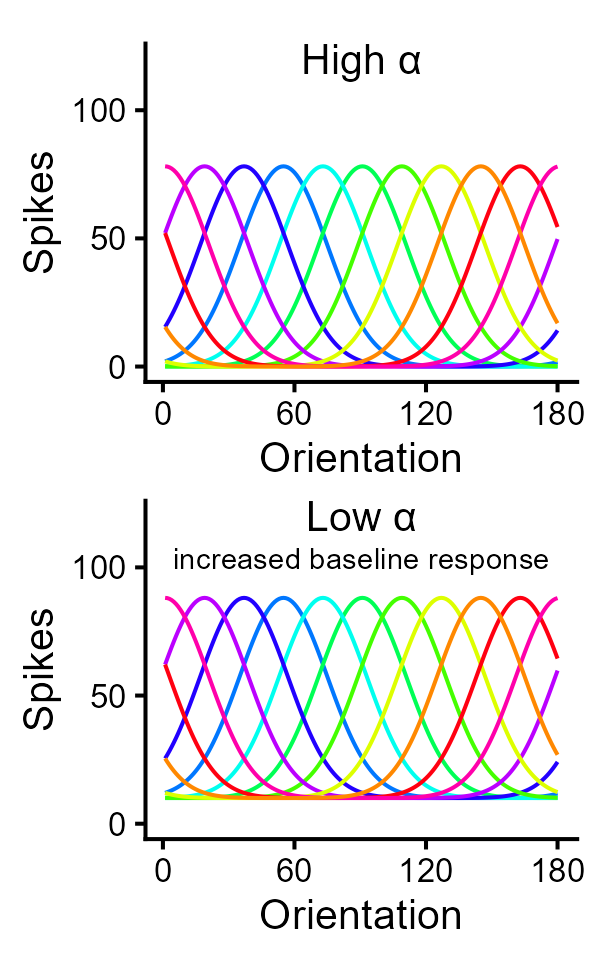 High α
Spikes
100
50
0
0 60 120 180
Orientation
Low α
increased baseline response
Spikes
100
50
0
0 60 120 180
Orientation